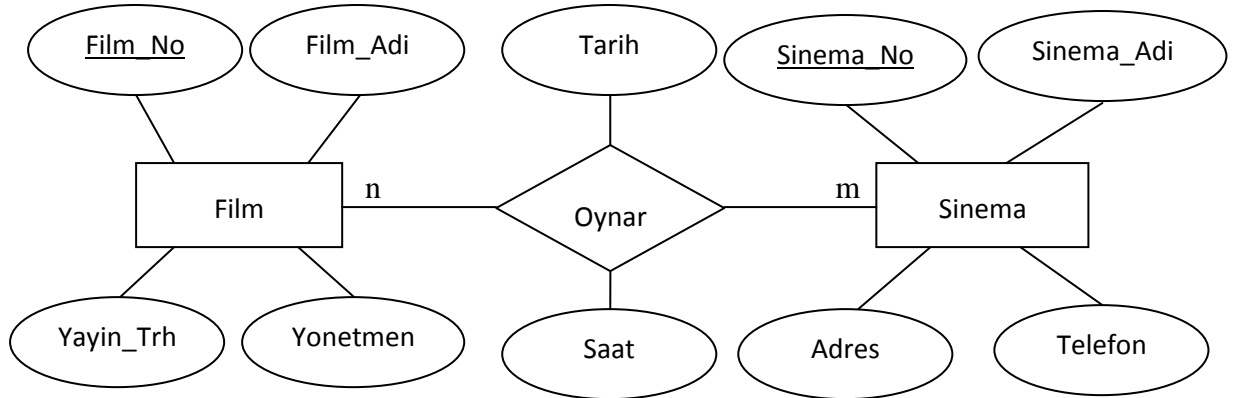 Film_No
Film_Adi
Tarih
Sinema_No
Sinema_Adi
n
m
Film
Oynar
Sinema
Yayin_Trh
Yonetmen
Saat
Adres
Telefon